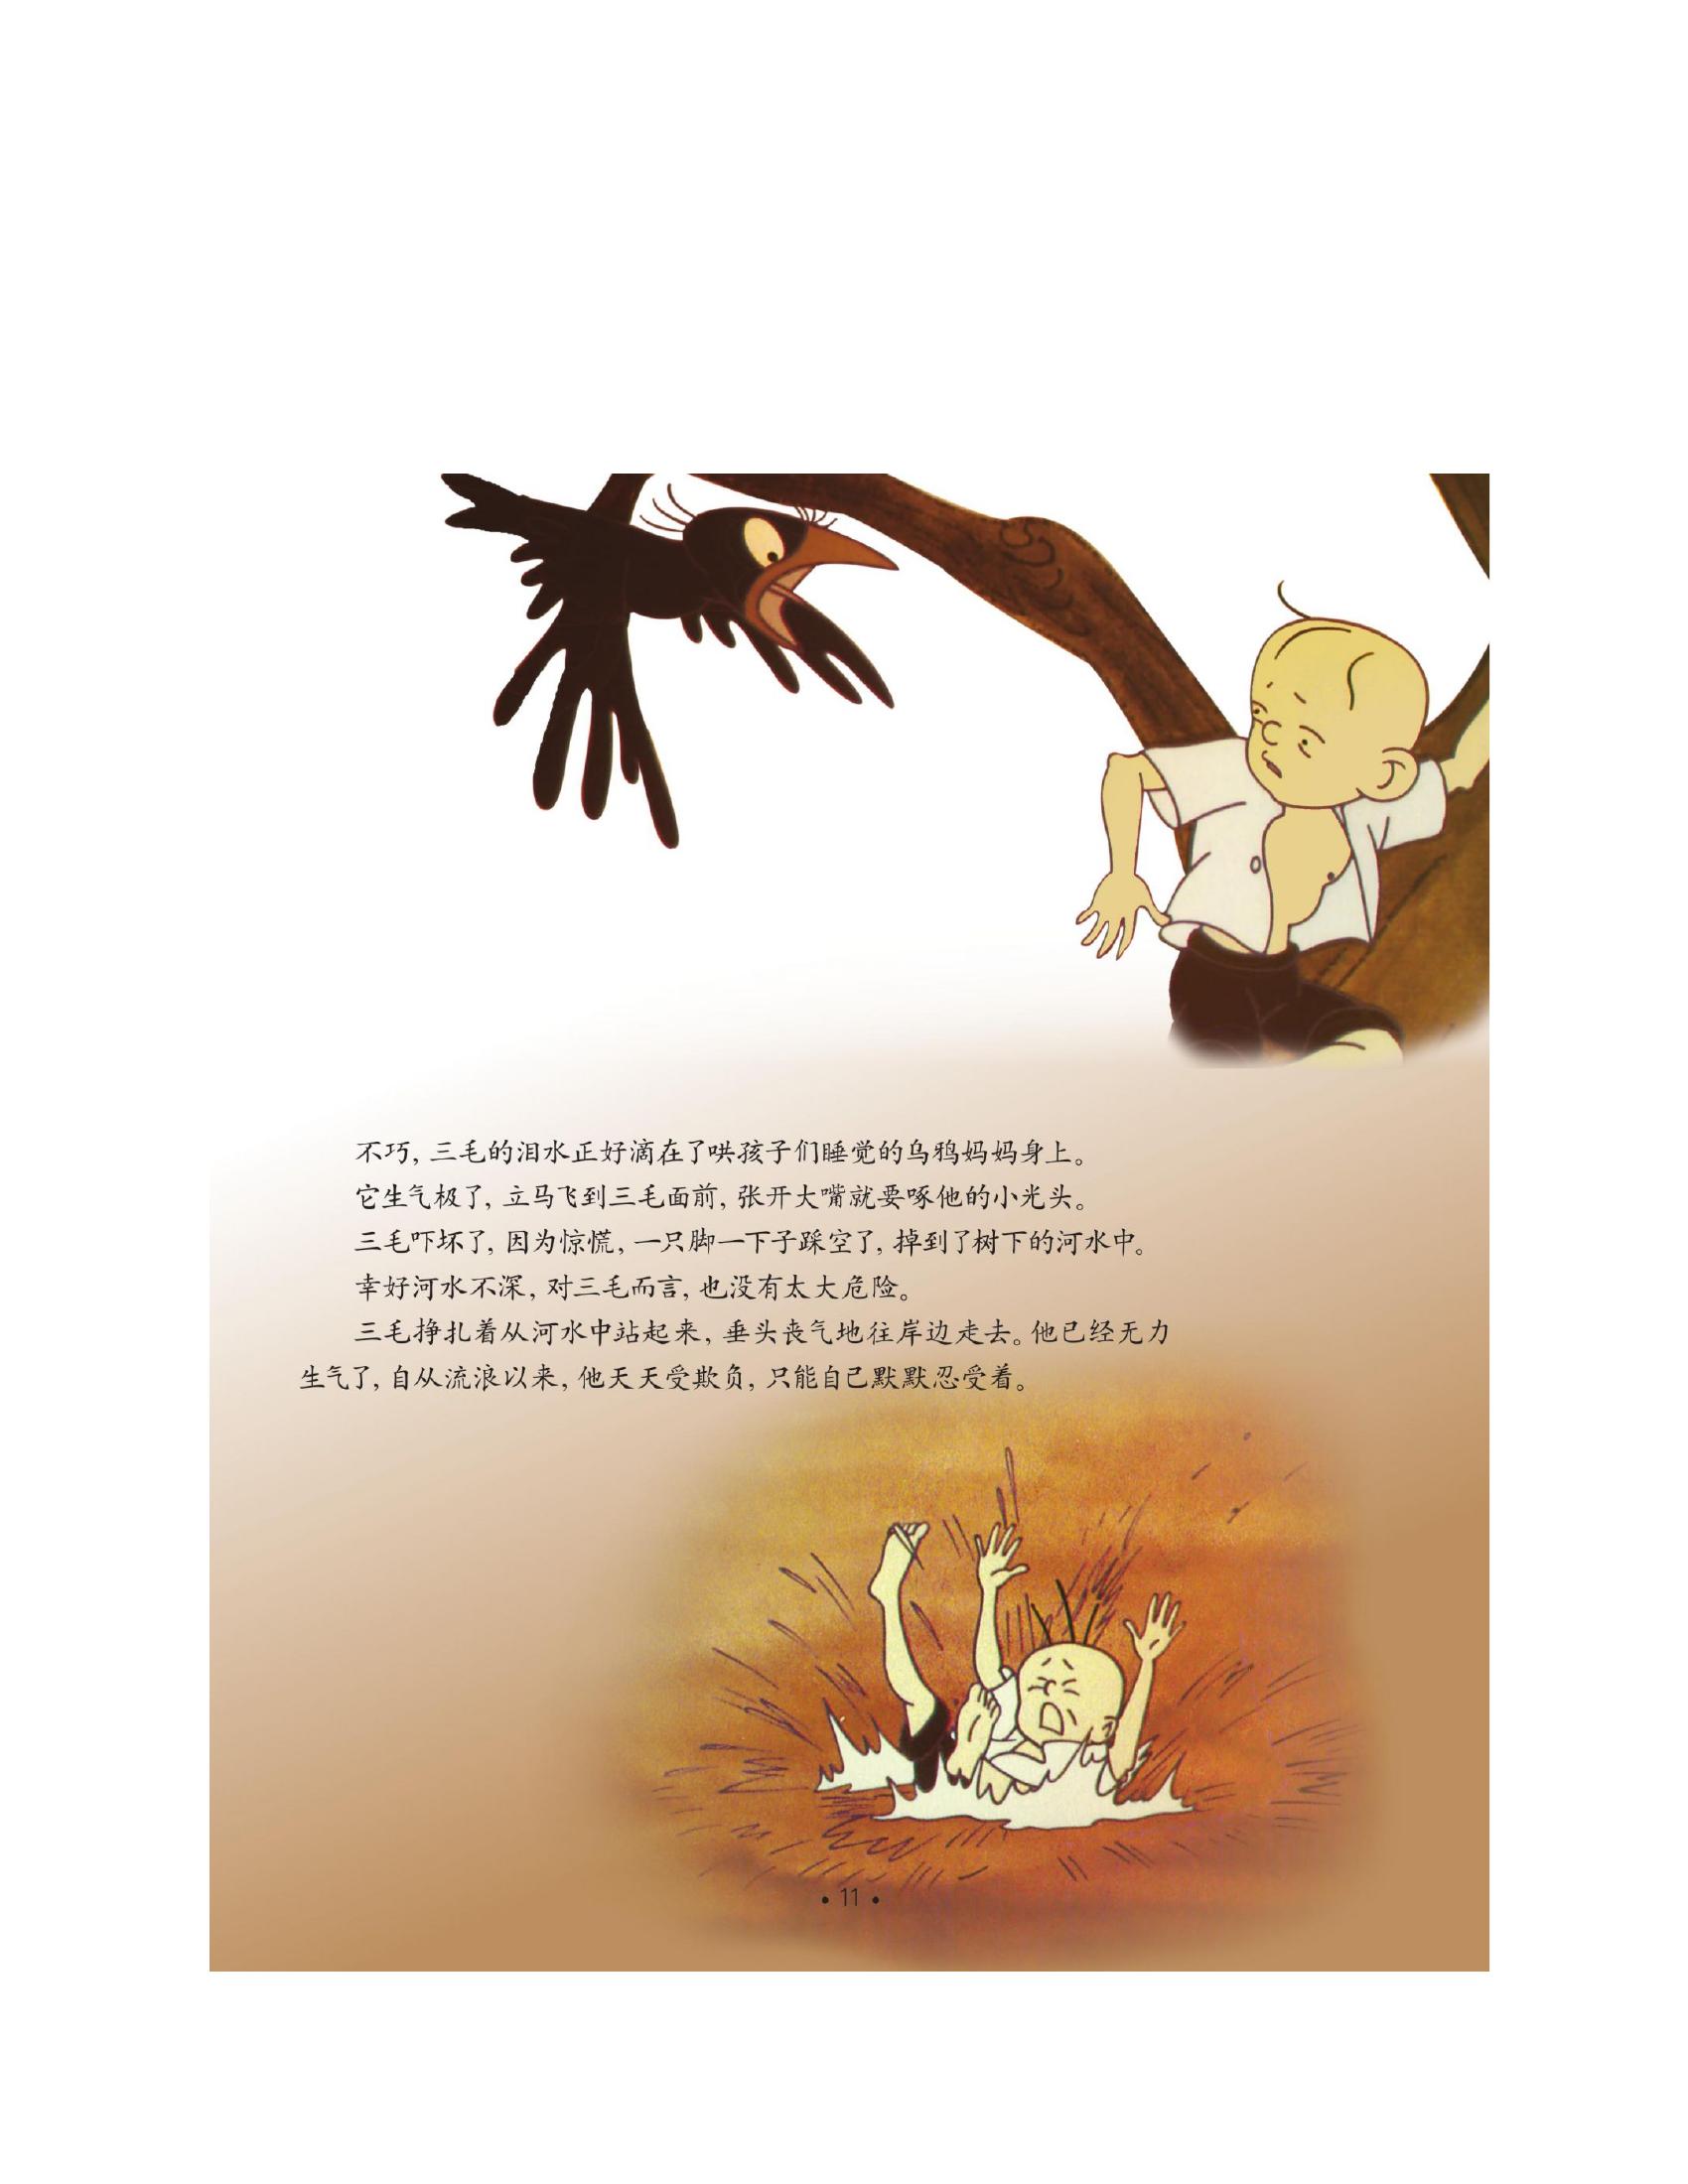 不巧，三毛的泪水正好滴在了哄孩子们睡觉的乌鸦妈妈身上。
它生气极了，立马飞到三毛面前，张开大嘴就要啄他的小光头。
三毛吓坏了，因为惊慌，一只脚一下子踩空了，掉到了树下的河水中。
幸好河水不深，对三毛而言，也没有太大危险。
三毛挣扎着从河水中站起来，垂头丧气地往岸边走去。他已经无力
生气了，自从流浪以来，他天天受欺负，只能自己默默忍受着。
• 11 •